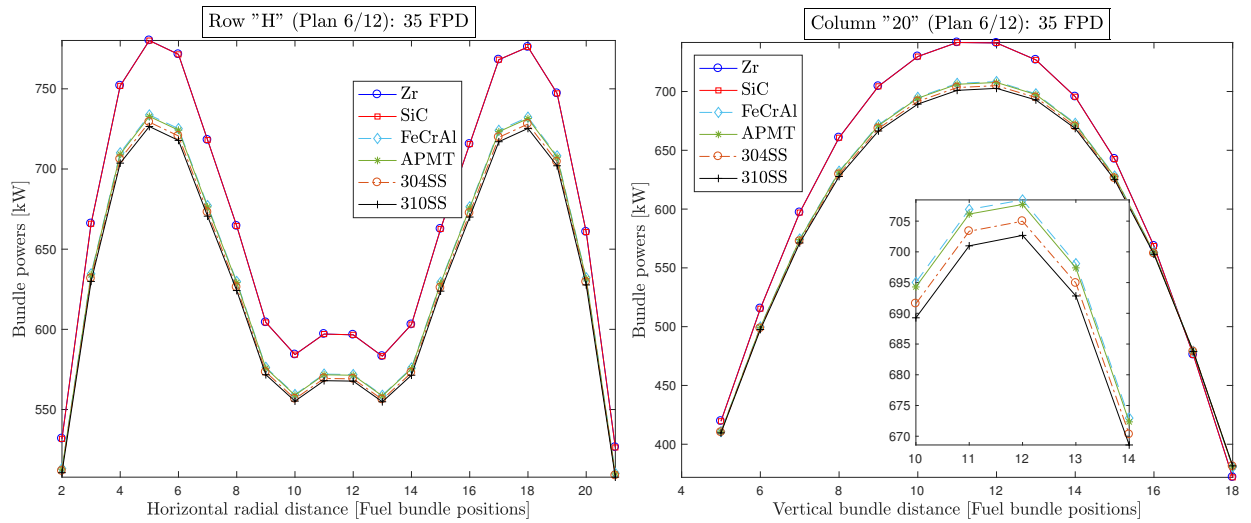 Row "H" (Plan 6/12): 35 FPD
Bundle powers [kW]
750
700
650
600
550
2 4 6 8 10 12 14 16 18 20
Horizontal radial distance [Fuel bundle positions]
Zr
SiC
FeCrAl
APMT
304SS
310SS
Column "20" (Plan 6/12): 35 FPD
Bundle powers [kW]
700
650
600
550
500
450
400
4 6 8 10 12 14 16 18
Vertical bundle distance [Fuel bundle positions]
Zr
SiC
FeCrAl
APMT
304SS
310SS
705
700
695
690
685
680
675
670
10 11 12 13 14